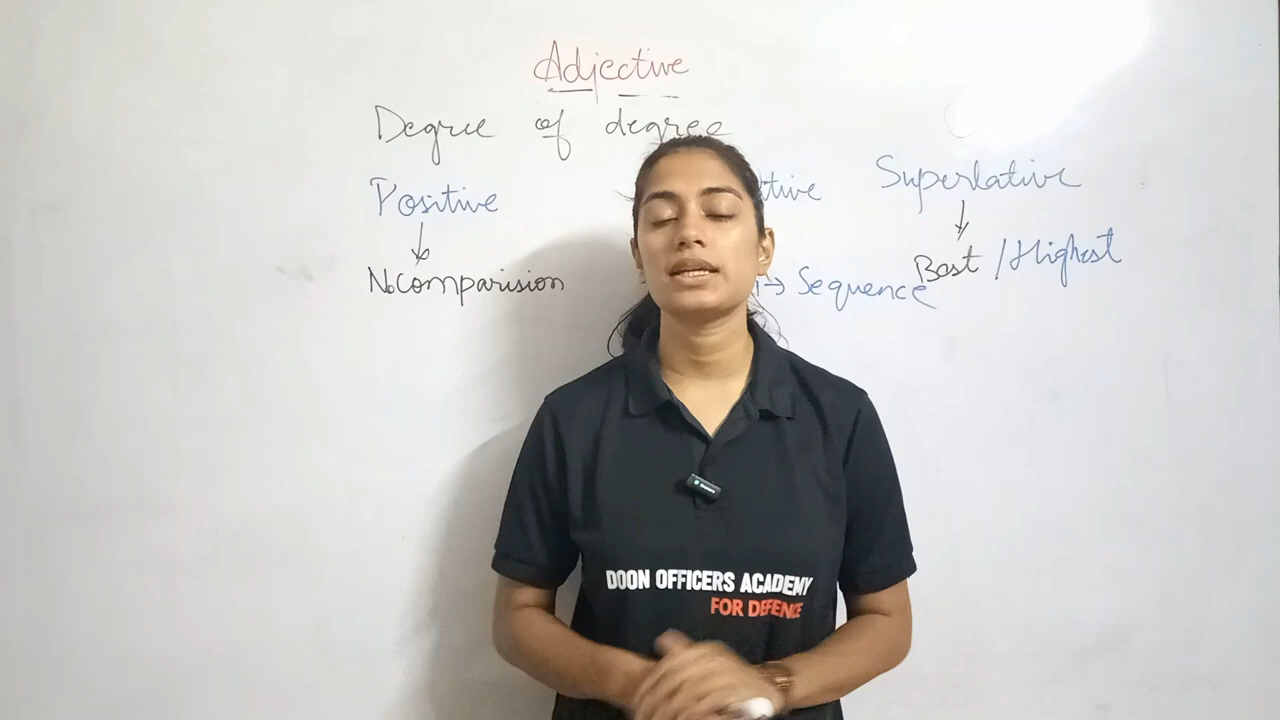 Adjective
Degree of degree
Positive Superlative
No Comparision Sequence Best / Highest
DOON OFFICERS ACADEMY
FOR DEFENCE